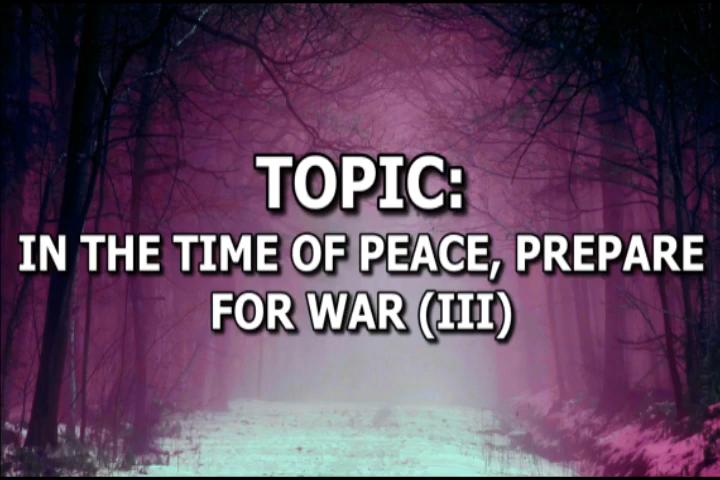 TOPIC:
IN THE TIME OF PEACE, PREPARE
FOR WAR (III)